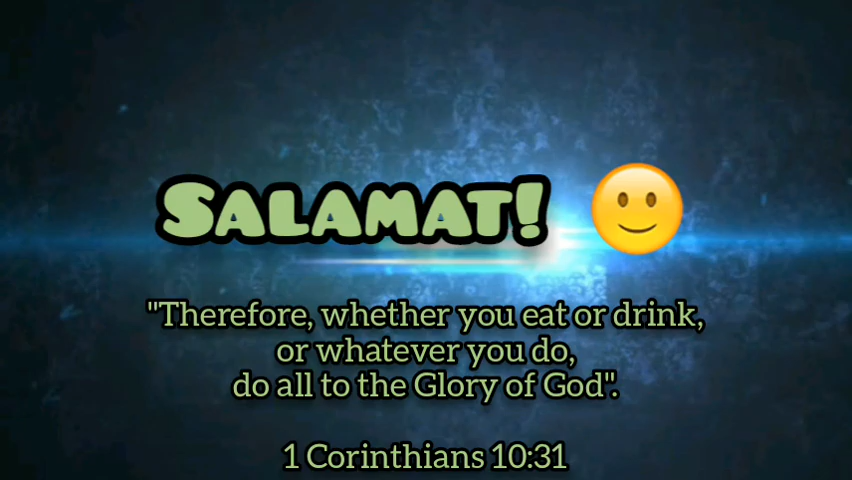 SALAMAT! 🙂
"Therefore, whether you eat or drink,
or whatever you do,
do all to the Glory of God".
1 Corinthians 10:31